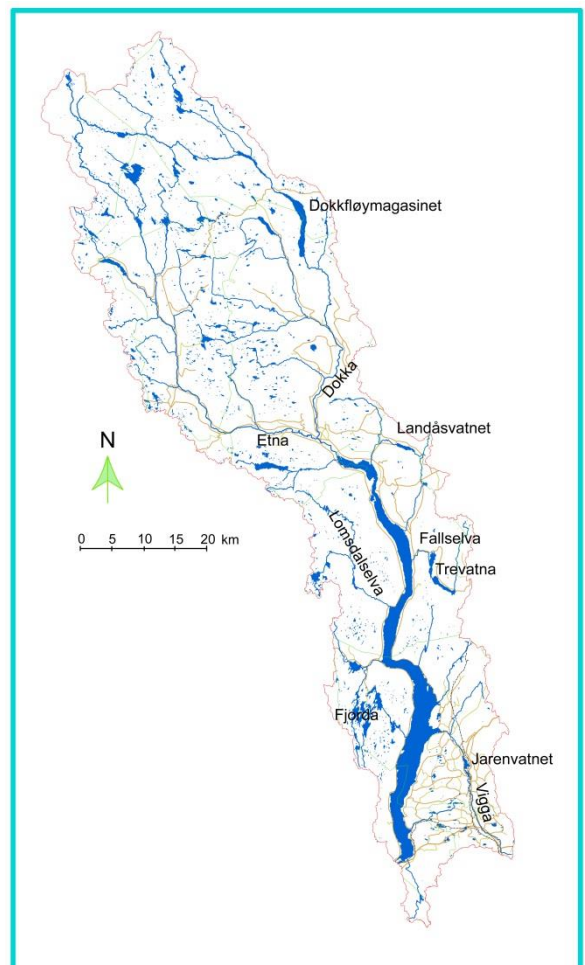 Dokkfløymagasinet
Dokka
Landåsvatnet
Etna
N
0 5 10 15 20 km
Lomsdalselva
Fallselva
Trevatna
Fjorda
Jarenvatnet
Vigga